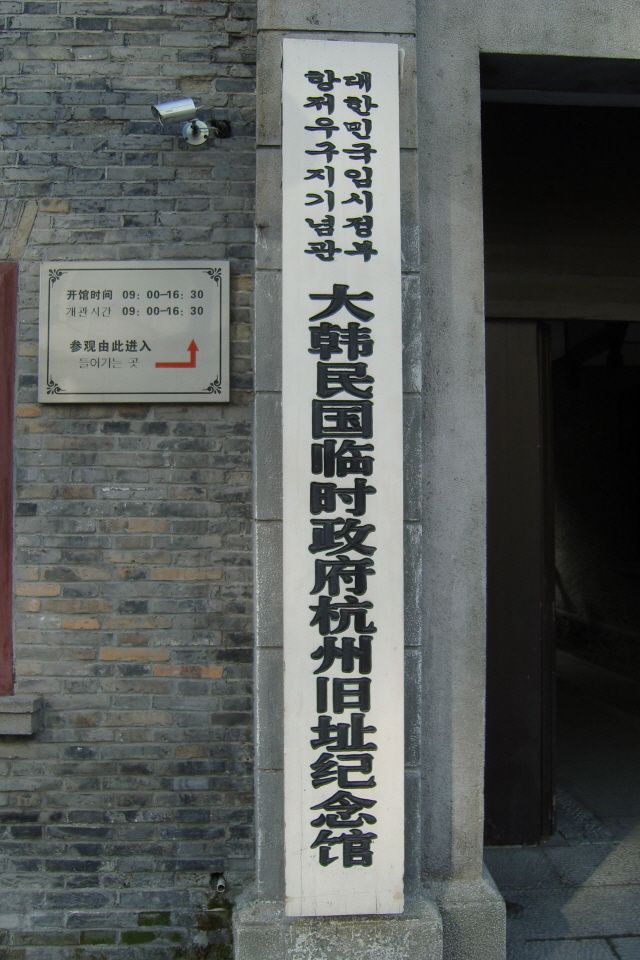 대한민국임시정부
항저우구지기념관
大韩民国临时政府杭州旧址纪念馆
开馆时间 09：00—16：30
개관시간 09：00—16：30
参观由此进入
들어가는 곳